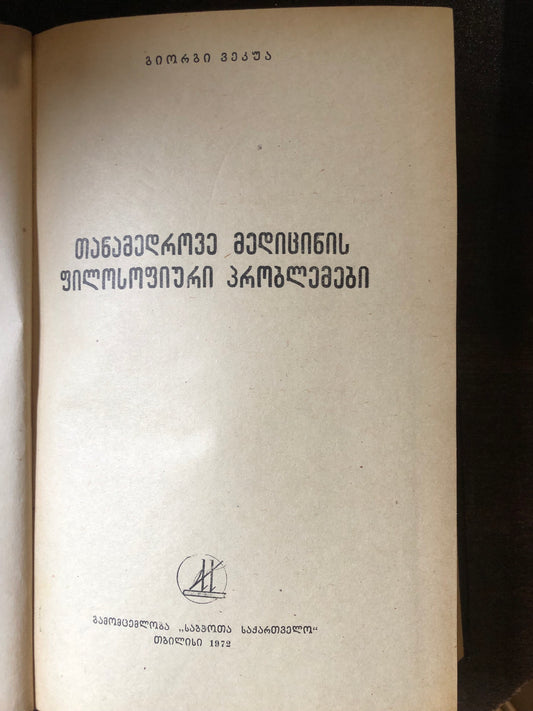 გიორგი ვეკუა
თანამედროვე მედიცინის
ფილოსოფიური პრობლემები
გამომცემლობა „საბჭოთა საქართველო“
თბილისი 1972